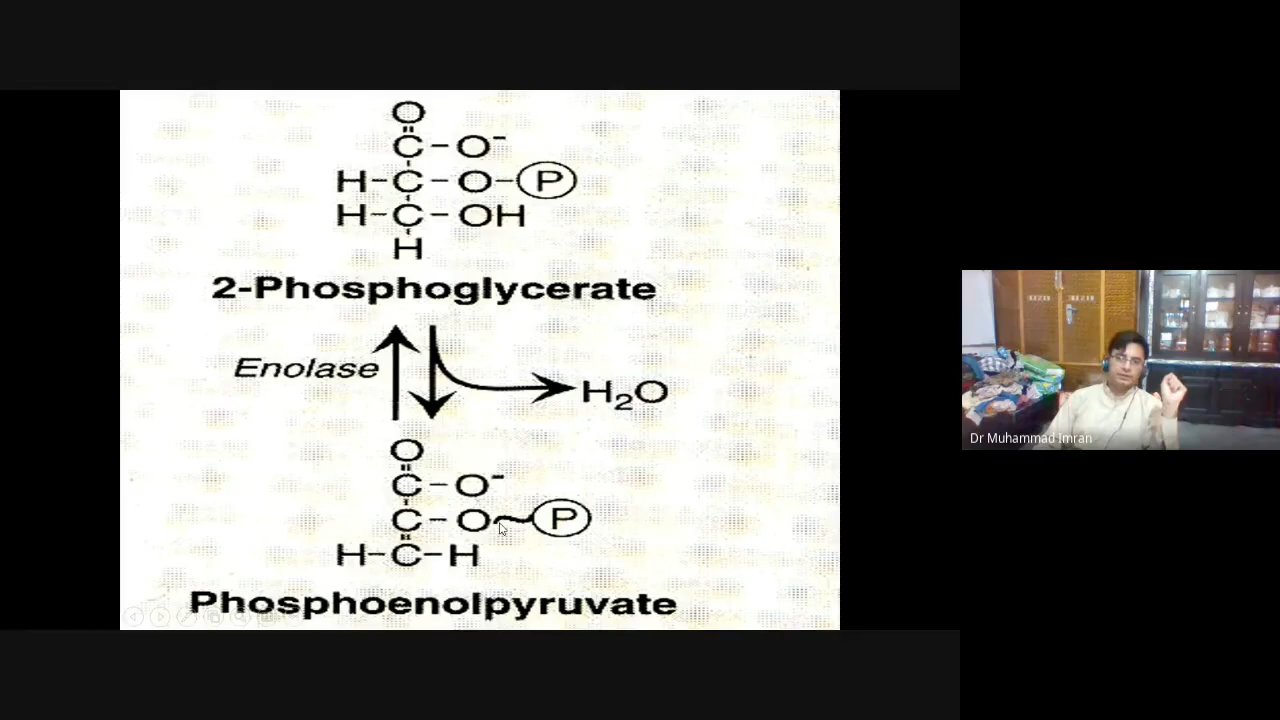 O
C-O⁻
H-C-O-P
H-C-OH
H
2-Phosphoglycerate
Enolase
H₂O
O
C-O⁻
C-O~P
H-C-H
Phosphoenolpyruvate
Dr Muhammad Imran